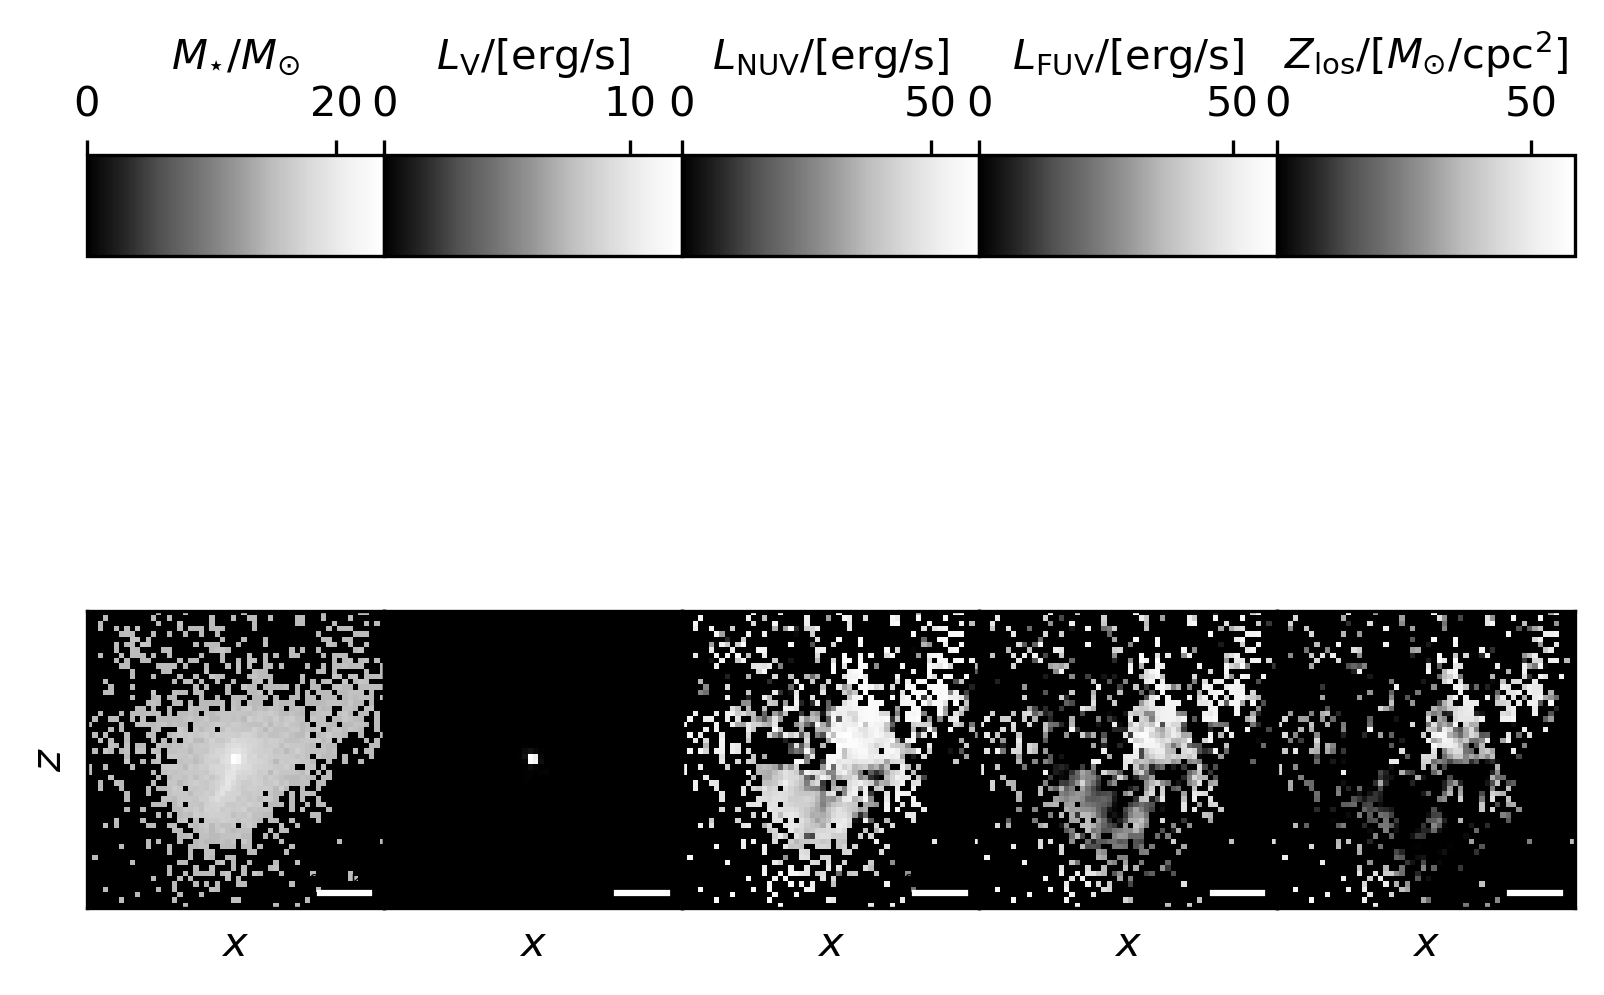 M⋆/M⊙ L_V/[erg/s] L_NUV/[erg/s] L_FUV/[erg/s] Z_los/[M⊙/cpc²]
0 20 0 10 0 50 0 50 0 50
z
x x x x x